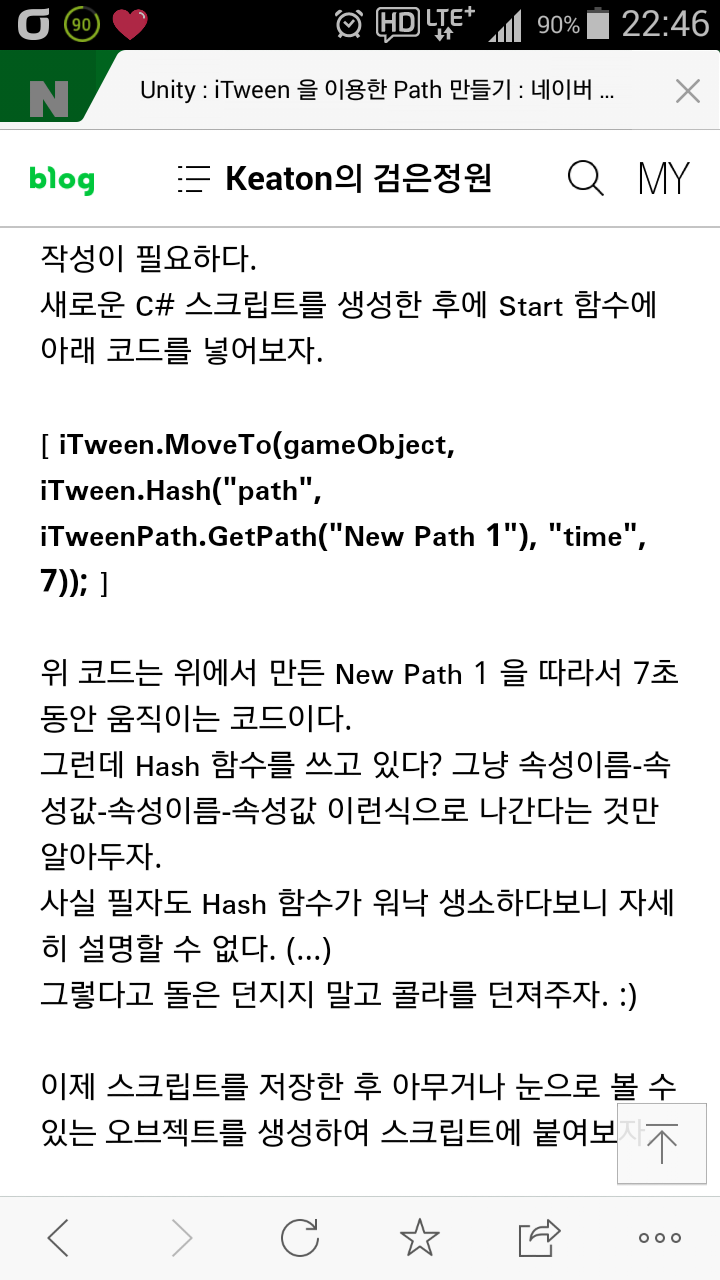 90
HD LTE+ 90% 22:46
N
Unity : iTween 을 이용한 Path 만들기 : 네이버 ...
blog
Keaton의 검은정원
MY
작성이 필요하다.
새로운 C# 스크립트를 생성한 후에 Start 함수에
아래 코드를 넣어보자.
[ iTween.MoveTo(gameObject,
iTween.Hash("path",
iTweenPath.GetPath("New Path 1"), "time",
7)); ]
위 코드는 위에서 만든 New Path 1 을 따라서 7초
동안 움직이는 코드이다.
그런데 Hash 함수를 쓰고 있다? 그냥 속성이름-속
성값-속성이름-속성값 이런식으로 나간다는 것만
알아두자.
사실 필자도 Hash 함수가 워낙 생소하다보니 자세
히 설명할 수 없다. (...)
그렇다고 돌은 던지지 말고 콜라를 던져주자. :)
이제 스크립트를 저장한 후 아무거나 눈으로 볼 수
있는 오브젝트를 생성하여 스크립트에 붙여보자